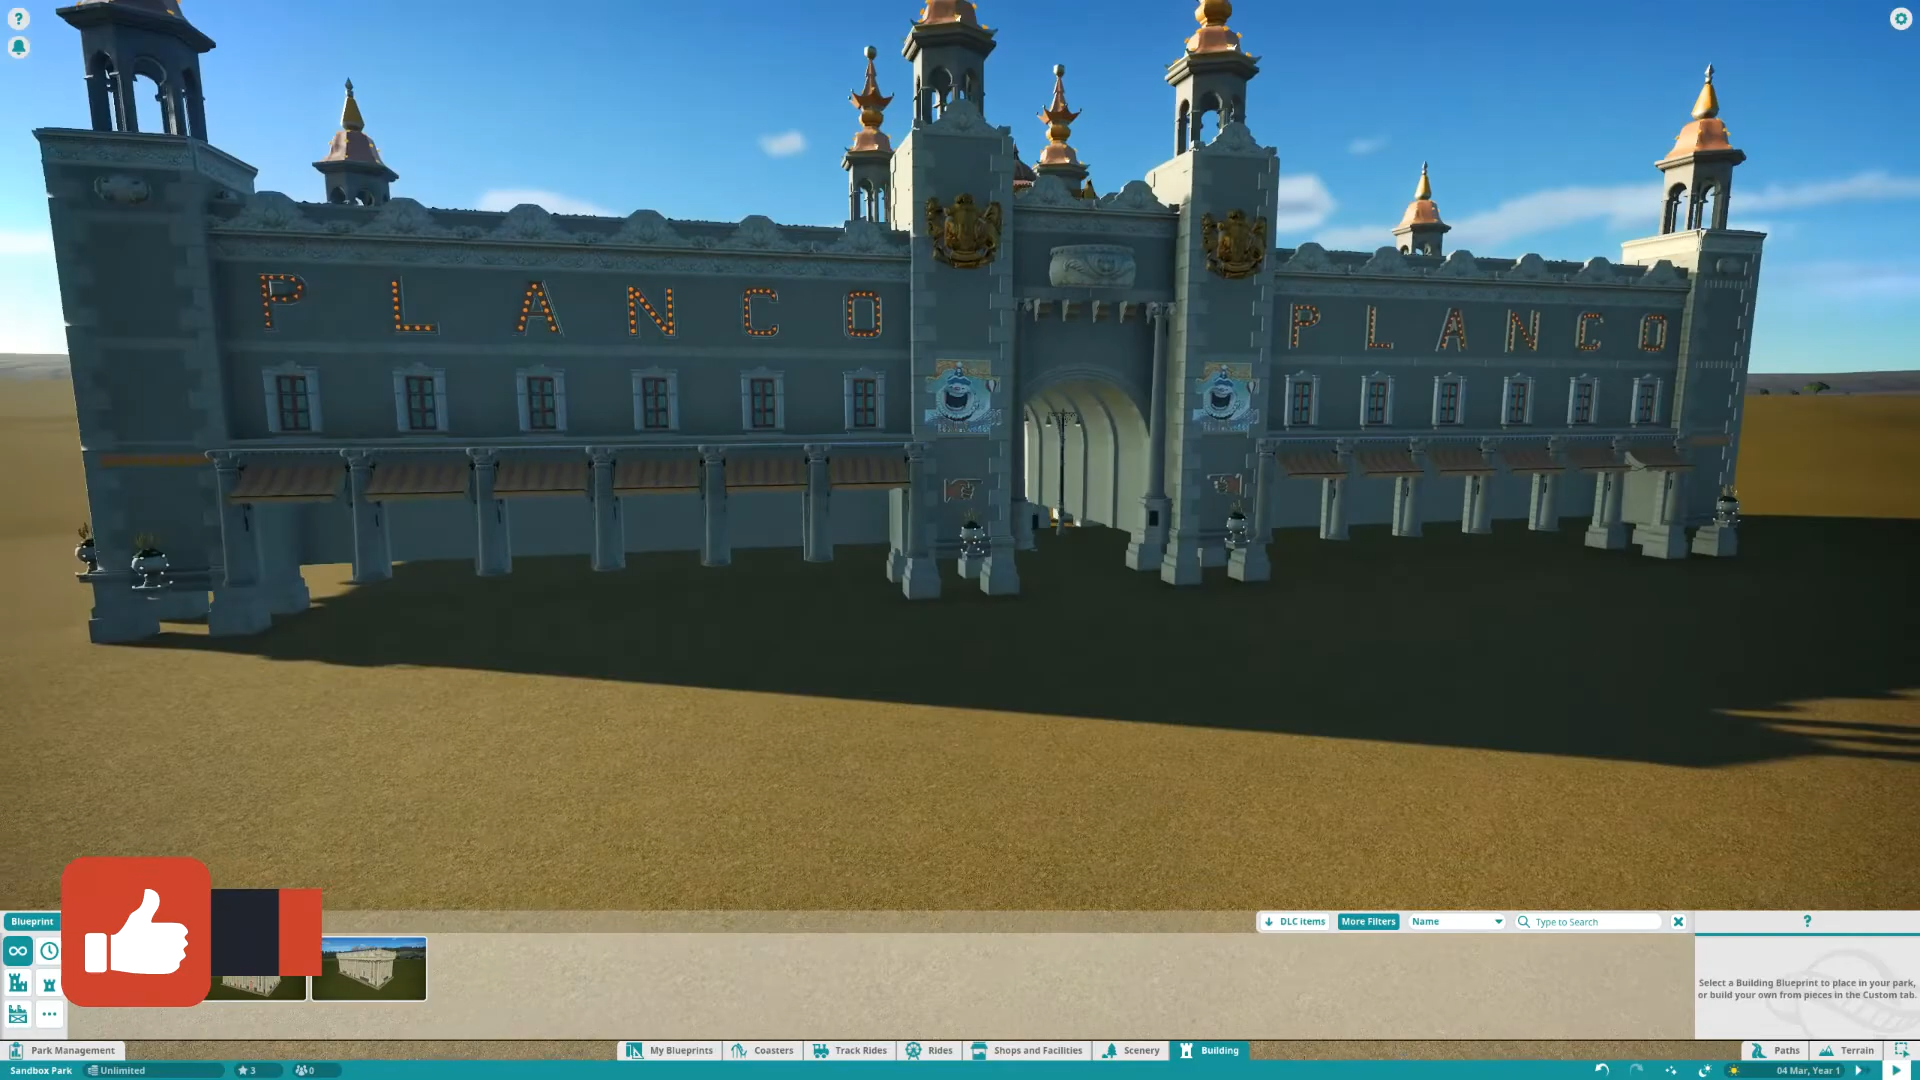 ?
PLANCO
PLANCO
Blueprint
DLC items
More Filters
Name
Type to Search
?
Select a Building Blueprint to place in your park,
or build your own from pieces in the Custom tab.
Park Management
My Blueprints
Coasters
Track Rides
Rides
Shops and Facilities
Scenery
Building
Paths
Terrain
Sandbox Park
Unlimited
3
0
04 Mar, Year 1